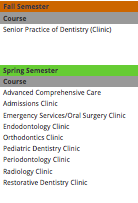 Fall Semester
Course
Senior Practice of Dentistry (Clinic)
Spring Semester
Course
Advanced Comprehensive Care
Admissions Clinic
Emergency Services/Oral Surgery Clinic
Endodontology Clinic
Orthodontics Clinic
Pediatric Dentistry Clinic
Periodontology Clinic
Radiology Clinic
Restorative Dentistry Clinic